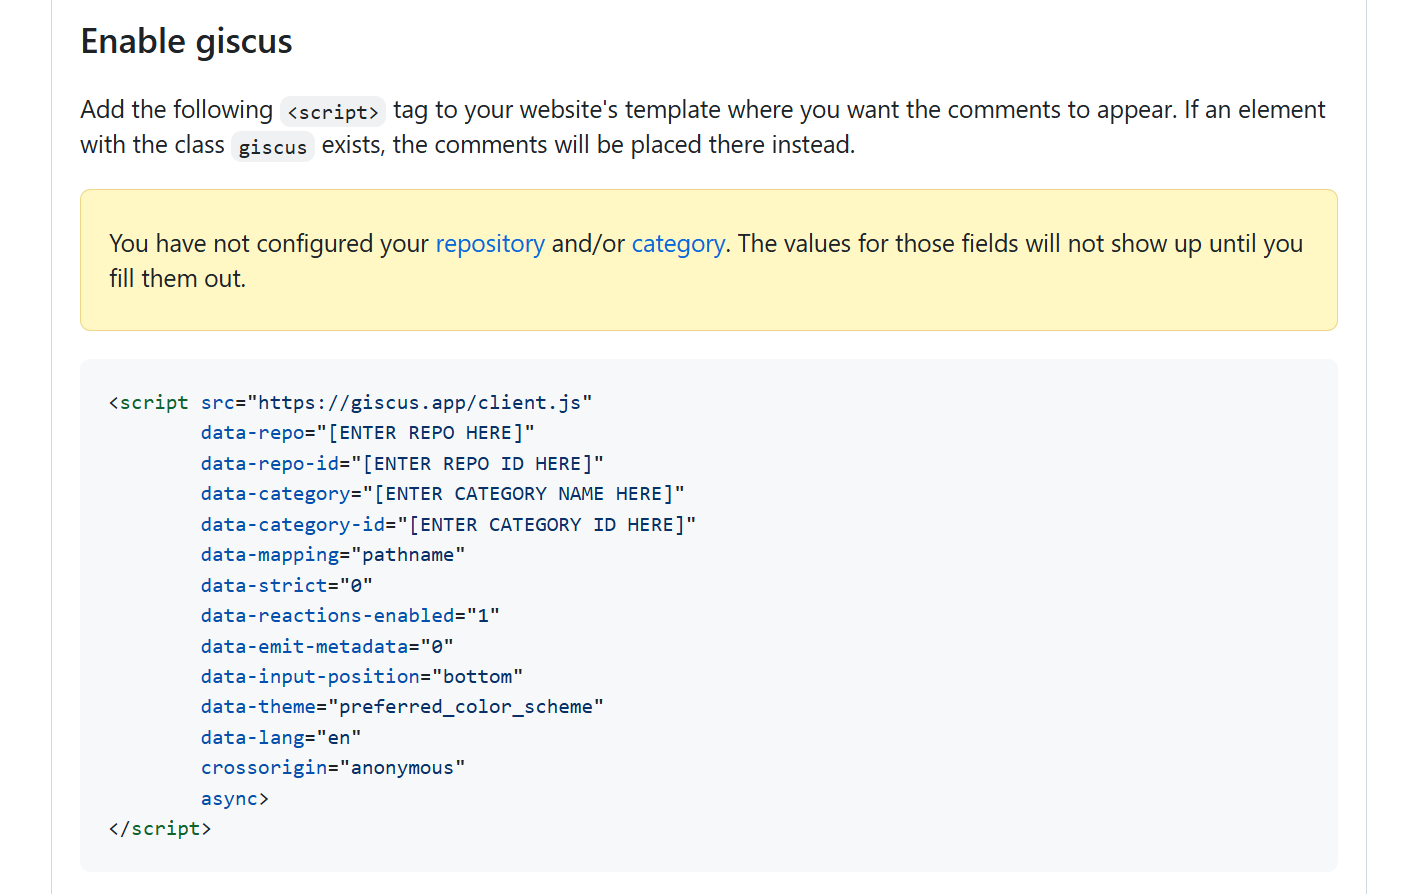 Enable giscus
Add the following <script> tag to your website's template where you want the comments to appear. If an element
with the class giscus exists, the comments will be placed there instead.
You have not configured your repository and/or category. The values for those fields will not show up until you
fill them out.
<script src="https://giscus.app/client.js"
data-repo="[ENTER REPO HERE]"
data-repo-id="[ENTER REPO ID HERE]"
data-category="[ENTER CATEGORY NAME HERE]"
data-category-id="[ENTER CATEGORY ID HERE]"
data-mapping="pathname"
data-strict="0"
data-reactions-enabled="1"
data-emit-metadata="0"
data-input-position="bottom"
data-theme="preferred_color_scheme"
data-lang="en"
crossorigin="anonymous"
async>
</script>